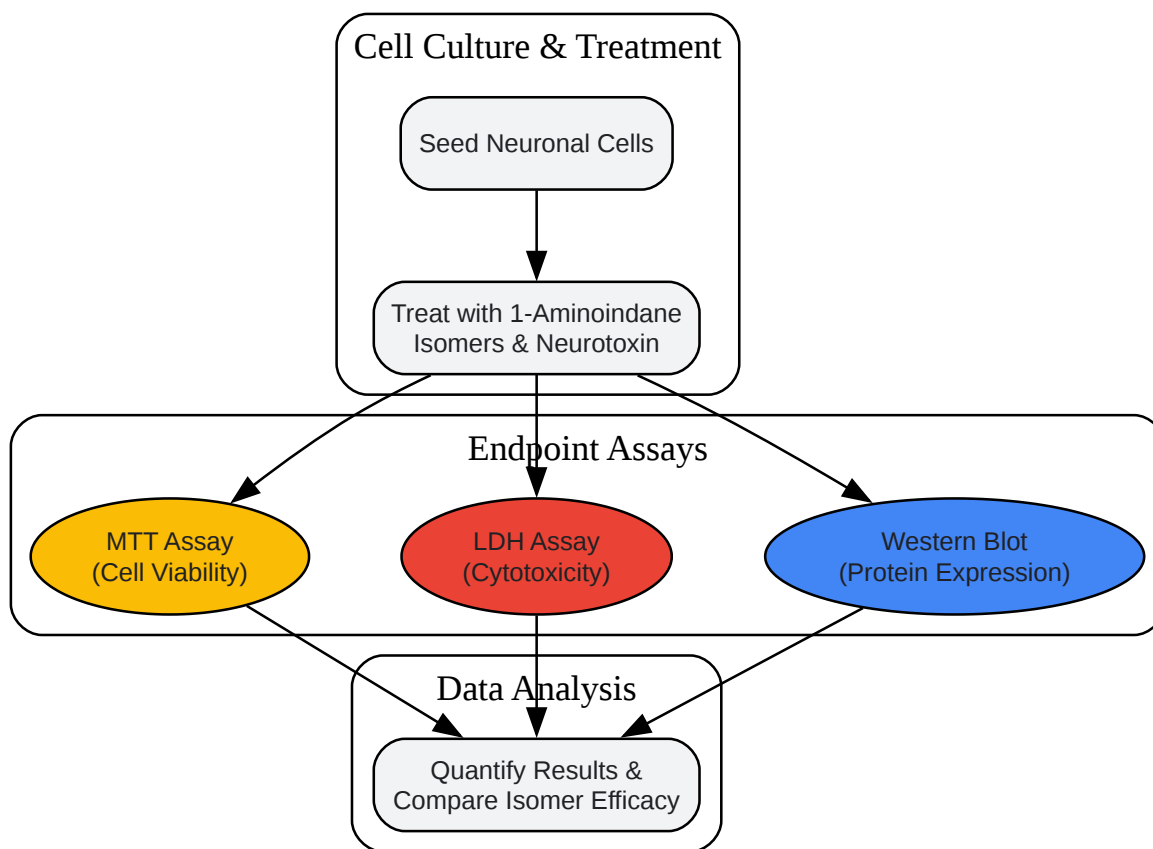 Cell Culture & Treatment
Seed Neuronal Cells
Treat with 1-Aminoindane
Isomers & Neurotoxin
Endpoint Assays
MTT Assay
(Cell Viability)
LDH Assay
(Cytotoxicity)
Western Blot
(Protein Expression)
Data Analysis
Quantify Results &
Compare Isomer Efficacy